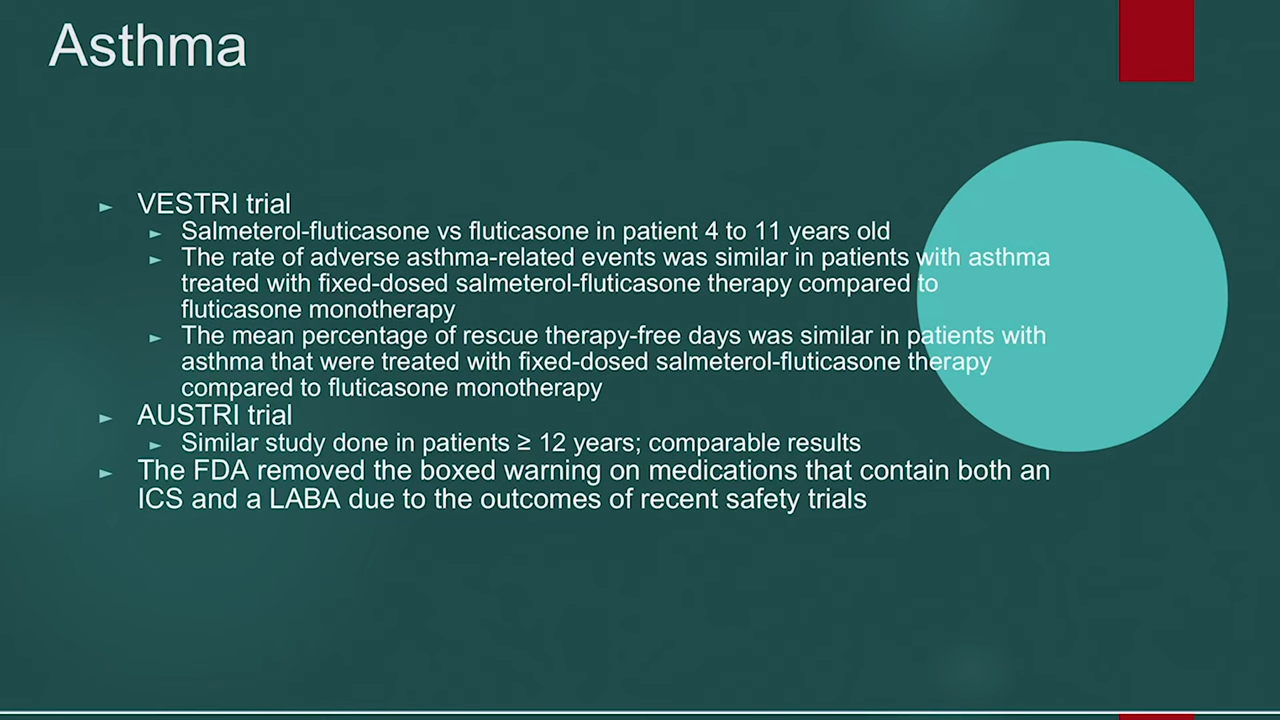 Asthma
► VESTRI trial
► Salmeterol-fluticasone vs fluticasone in patient 4 to 11 years old
► The rate of adverse asthma-related events was similar in patients with asthma
treated with fixed-dosed salmeterol-fluticasone therapy compared to
fluticasone monotherapy
► The mean percentage of rescue therapy-free days was similar in patients with
asthma that were treated with fixed-dosed salmeterol-fluticasone therapy
compared to fluticasone monotherapy
► AUSTRI trial
► Similar study done in patients ≥ 12 years; comparable results
► The FDA removed the boxed warning on medications that contain both an
ICS and a LABA due to the outcomes of recent safety trials